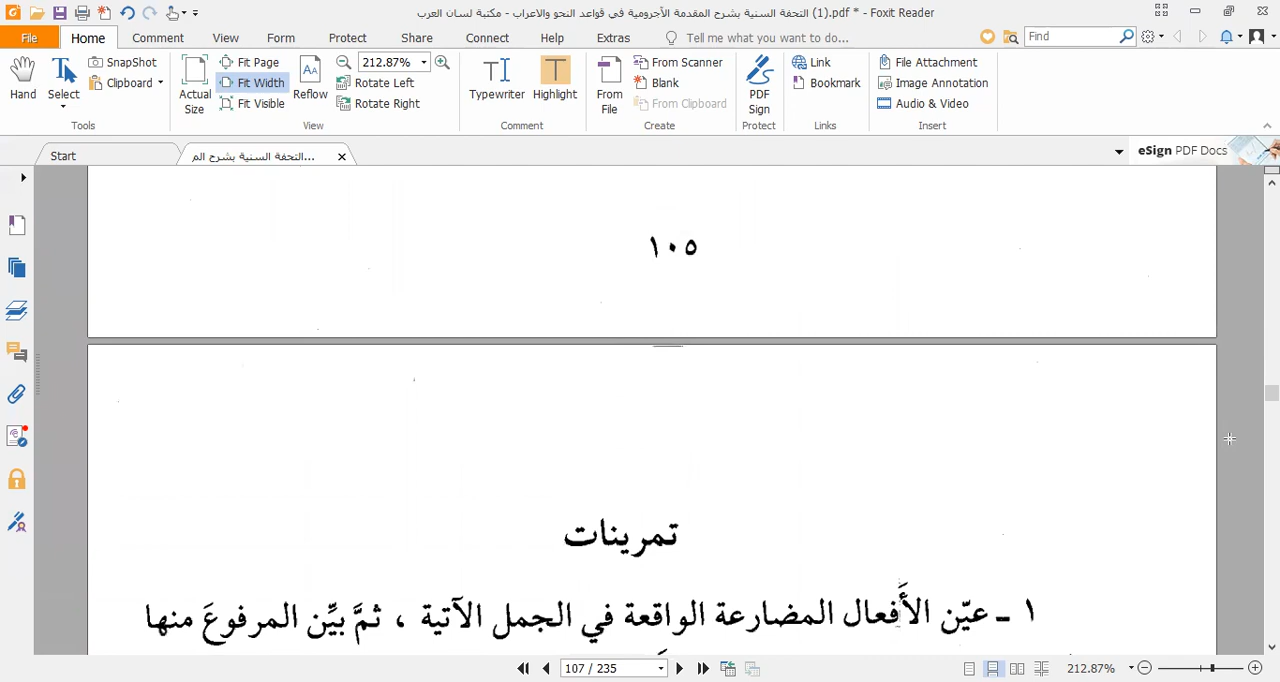 التحفة السنية بشرح المقدمة الآجرومية في قواعد النحو والاعراب - مكتبة لسان العرب (1).pdf * - Foxit Reader
File Home Comment View Form Protect Share Connect Help Extras Tell me what you want to do... Find
Hand Select SnapShot Clipboard Actual Size Fit Page Fit Width Fit Visible Reflow 212.87% Rotate Left Rotate Right Typewriter Highlight From File From Scanner Blank From Clipboard PDF Sign Link Bookmark File Attachment Image Annotation Audio & Video
Tools View Comment Create Protect Links Insert
Start
التحفة السنية بشرح الم...
eSign PDF Docs
١٠٥
تمرينات
١ ـ عيّن الأَفعال المضارعة الواقعة في الجمل الآتية ، ثمَّ بيِّن المرفوعَ منها
107 / 235
212.87%